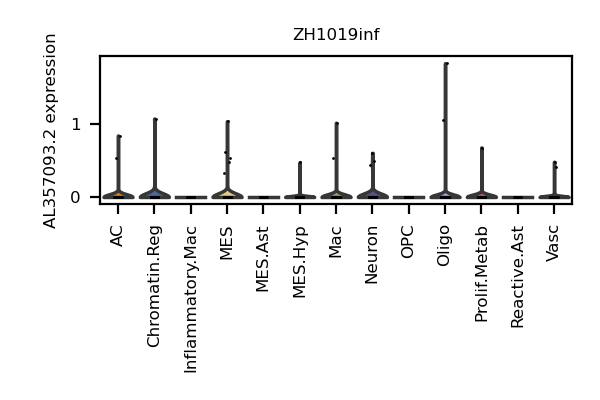 ZH1019inf
AL357093.2 expression
1
0
AC
Chromatin.Reg
Inflammatory.Mac
MES
MES.Ast
MES.Hyp
Mac
Neuron
OPC
Oligo
Prolif.Metab
Reactive.Ast
Vasc